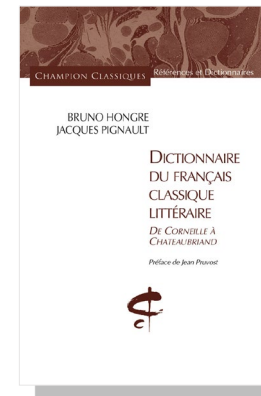 CHAMPION CLASSIQUES Références et Dictionnaires
BRUNO HONGRE
JACQUES PIGNAULT
DICTIONNAIRE
DU FRANÇAIS
CLASSIQUE
LITTÉRAIRE
DE CORNEILLE À
CHATEAUBRIAND
Préface de Jean Pruvost